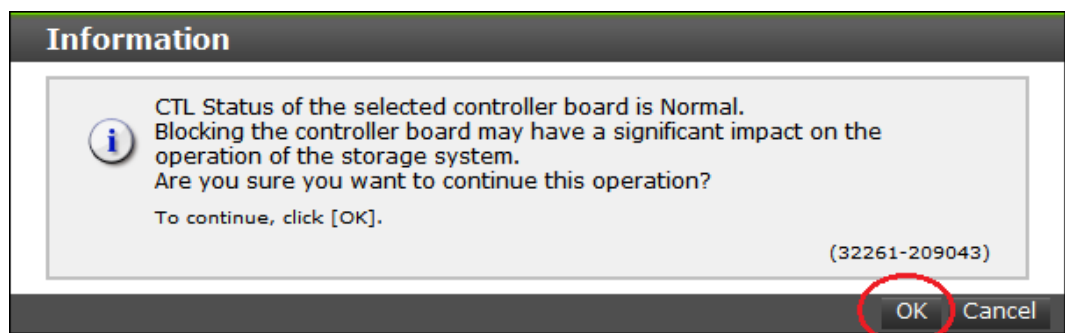 Information
CTL Status of the selected controller board is Normal.
Blocking the controller board may have a significant impact on the
operation of the storage system.
Are you sure you want to continue this operation?
To continue, click [OK].
(32261-209043)
OK Cancel